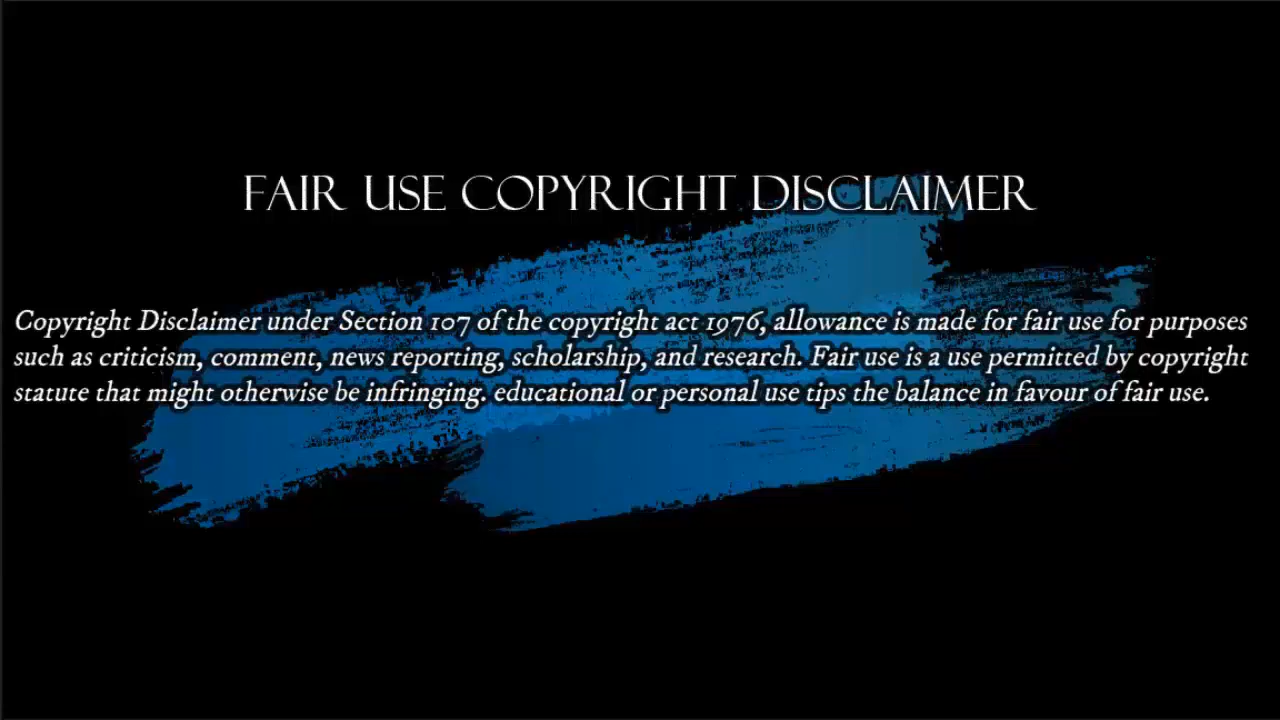 FAIR USE COPYRIGHT DISCLAIMER
Copyright Disclaimer under Section 107 of the copyright act 1976, allowance is made for fair use for purposes
such as criticism, comment, news reporting, scholarship, and research. Fair use is a use permitted by copyright
statute that might otherwise be infringing. educational or personal use tips the balance in favour of fair use.